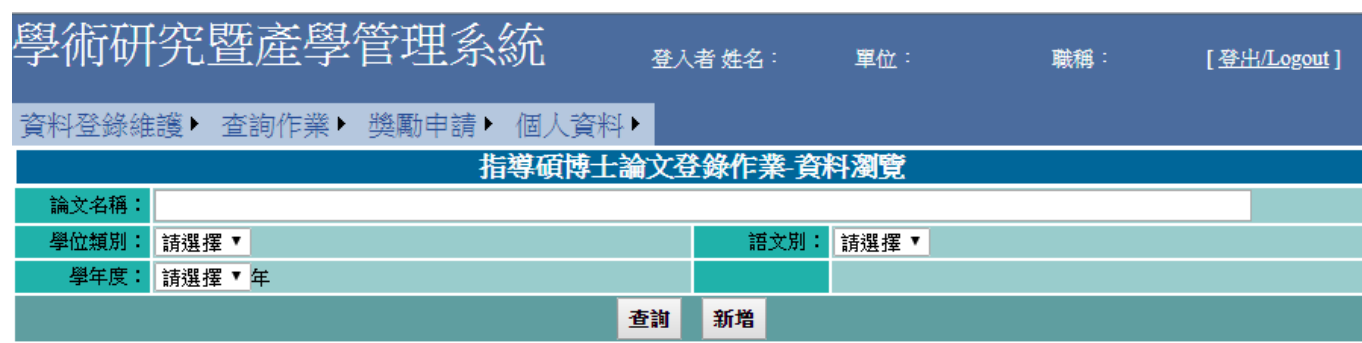 學術研究暨產學管理系統 登入者 姓名： 單位： 職稱： [ 登出/Logout ]
資料登錄維護▶ 查詢作業▶ 獎勵申請▶ 個人資料▶
指導碩博士論文登錄作業-資料瀏覽
論文名稱：
學位類別： 請選擇 ▼ 語文別： 請選擇 ▼
學年度： 請選擇 ▼ 年
查詢 新增